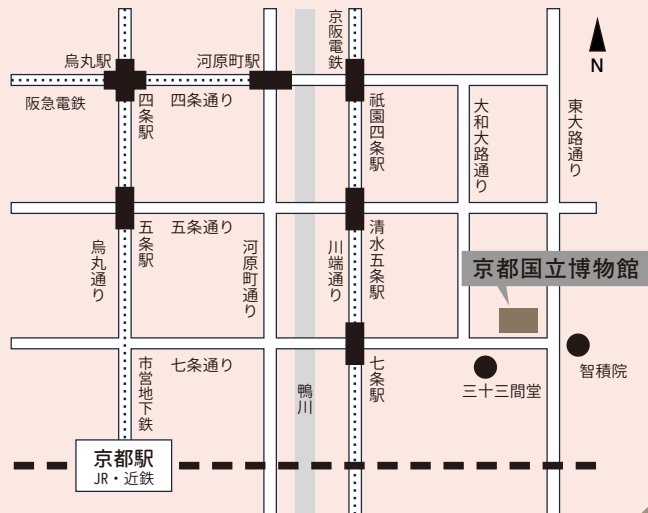 京阪電鉄
N
烏丸駅
河原町駅
阪急電鉄
四条駅
四条通り
祇園四条駅
大和大路通り
東大路通り
五条駅
五条通り
清水五条駅
烏丸通り
河原町通り
川端通り
京都国立博物館
市営地下鉄
七条通り
鴨川
七条駅
三十三間堂
智積院
京都駅
JR・近鉄